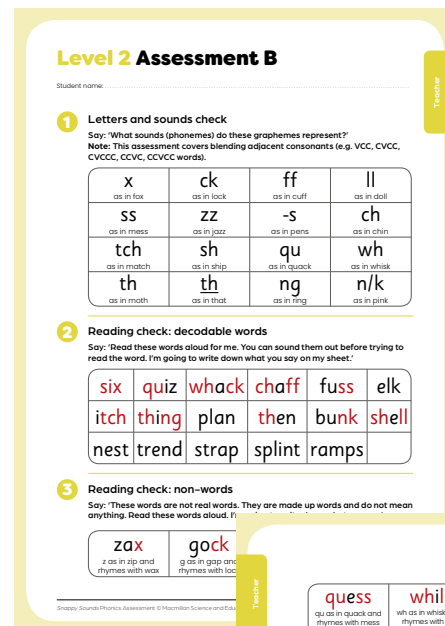 Level 2 Assessment B
Student name:
Teacher
1 Letters and sounds check
Say: ‘What sounds (phonemes) do these graphemes represent?’
Note: This assessment covers blending adjacent consonants (e.g. VCC, CVCC,
CVCCC, CCVC, CCVCC words).
x ck ff ll
as in fox as in lock as in cuff as in doll
ss zz -s ch
as in mess as in jazz as in pens as in chin
tch sh qu wh
as in match as in ship as in quack as in whisk
th th ng n/k
as in moth as in that as in ring as in pink
2 Reading check: decodable words
Say: ‘Read these words aloud for me. You can sound them out before trying to
read the word. I’m going to write down what you say on my sheet.’
six quiz whack chaff fuss elk
itch thing plan then bunk shell
nest trend strap splint ramps
3 Reading check: non-words
Say: ‘These words are not real words. They are made up words and do not mean
anything. Read these words aloud.
zax gock
z as in zip and g as in gap and
rhymes with wax rhymes with
Snappy Sounds Phonics Assessment © Macmillan Science and
Teacher
quess whil
qu as in quack and wh as in whisk
rhymes with mess rhymes with